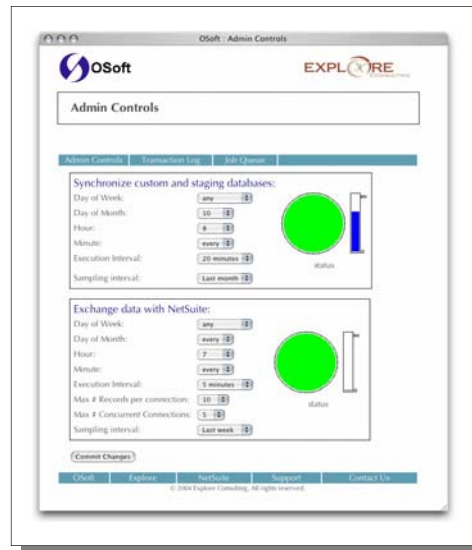 OSoft : Admin Controls
OSoft
EXPLORE
Admin Controls
Admin Controls Transaction Log Job Queue
Synchronize custom and staging databases:
Day of Week: any
Day of Month: 10
Hour: 8
Minute: every
Execution Interval: 20 minutes
Sampling interval: Last month
status
Exchange data with NetSuite:
Day of Week: any
Day of Month: every
Hour: 7
Minute: every
Execution Interval: 5 minutes
Max # Records per connection: 10
Max # Concurrent Connections: 5
Sampling interval: Last week
status
Commit Changes
OSoft Explore NetSuite Support Contact Us
© 2004 Explore Consulting, All rights reserved.